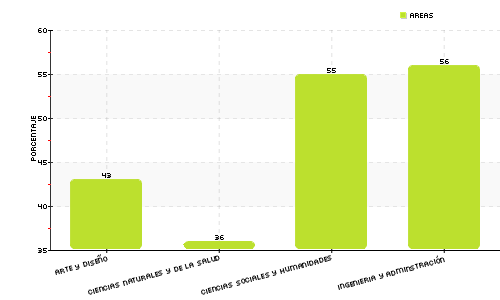 AREAS
PORCENTAJE
60
55
50
45
40
35
43
36
55
56
ARTE Y DISEÑO
CIENCIAS NATURALES Y DE LA SALUD
CIENCIAS SOCIALES Y HUMANIDADES
INGENIERIA Y ADMINSTRACIÓN